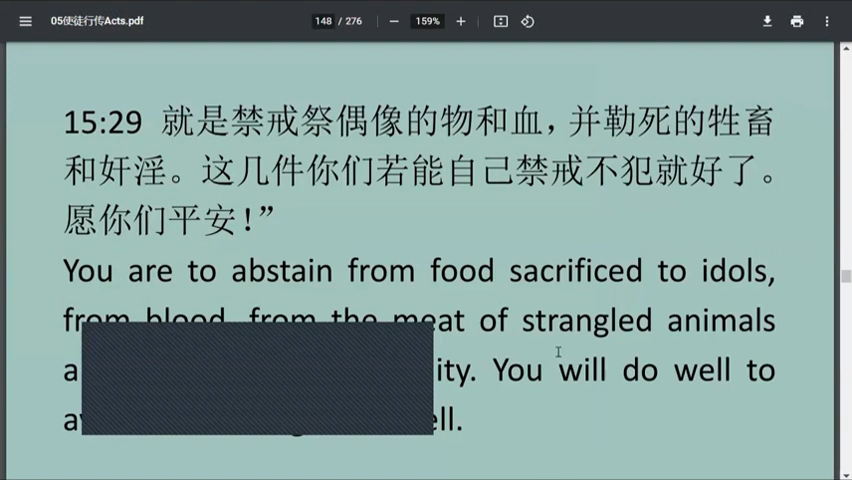 05使徒行传Acts.pdf
148 / 276
159%
15:29 就是禁戒祭偶像的物和血，并勒死的牲畜
和奸淫。这几件你们若能自己禁戒不犯就好了。
愿你们平安！”
You are to abstain from food sacrificed to idols,
from blood, from the meat of strangled animals
You will do well to